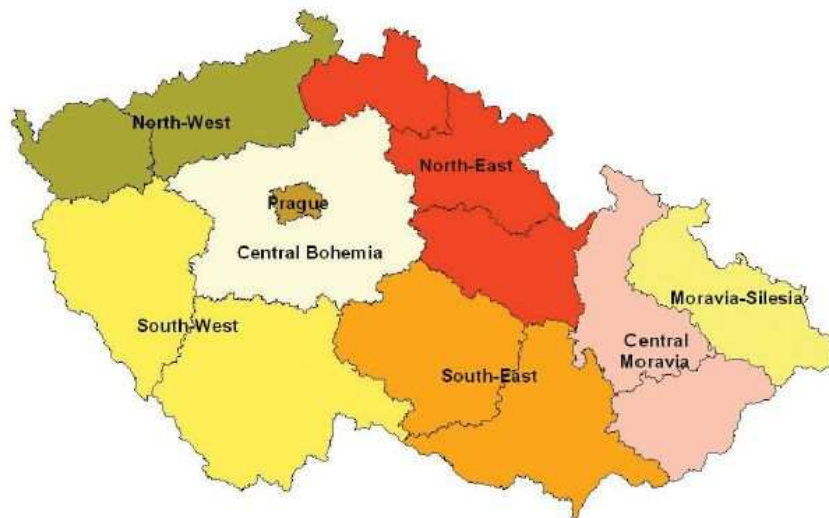 North-West
North-East
Prague
Central Bohemia
Moravia-Silesia
South-West
Central
Moravia
South-East